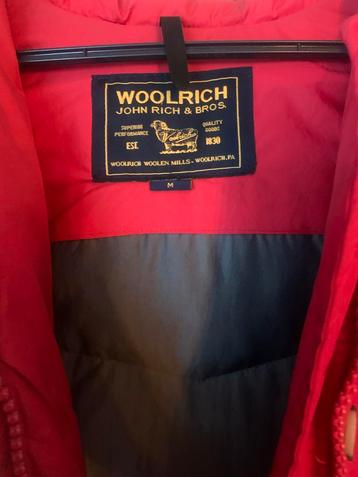 WOOLRICH
JOHN RICH & BROS.
SUPERIOR PERFORMANCE
QUALITY GOODS
EST.
1830
WOOLRICH WOOLEN MILLS - WOOLRICH, PA
M